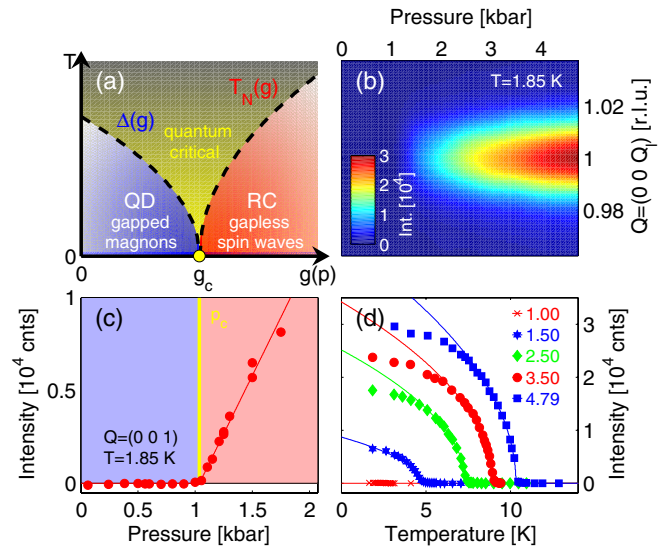 T
(a)
T_N(g)
Δ(g)
quantum
critical
QD
gapped
magnons
RC
gapless
spin waves
0
0
g_c
g(p)
Pressure [kbar]
0 1 2 3 4
(b)
T=1.85 K
3
2
1
0
Int. [10^4]
1.02
1
0.98
Q=(0 0 Q_l) [r.l.u.]
(c)
p_c
1
0.5
0
Intensity [10^4 cnts]
Q=(0 0 1)
T=1.85 K
0 0.5 1 1.5 2
Pressure [kbar]
(d)
1.00
1.50
2.50
3.50
4.79
3
2
1
0
Intensity [10^4 cnts]
0 5 10
Temperature [K]